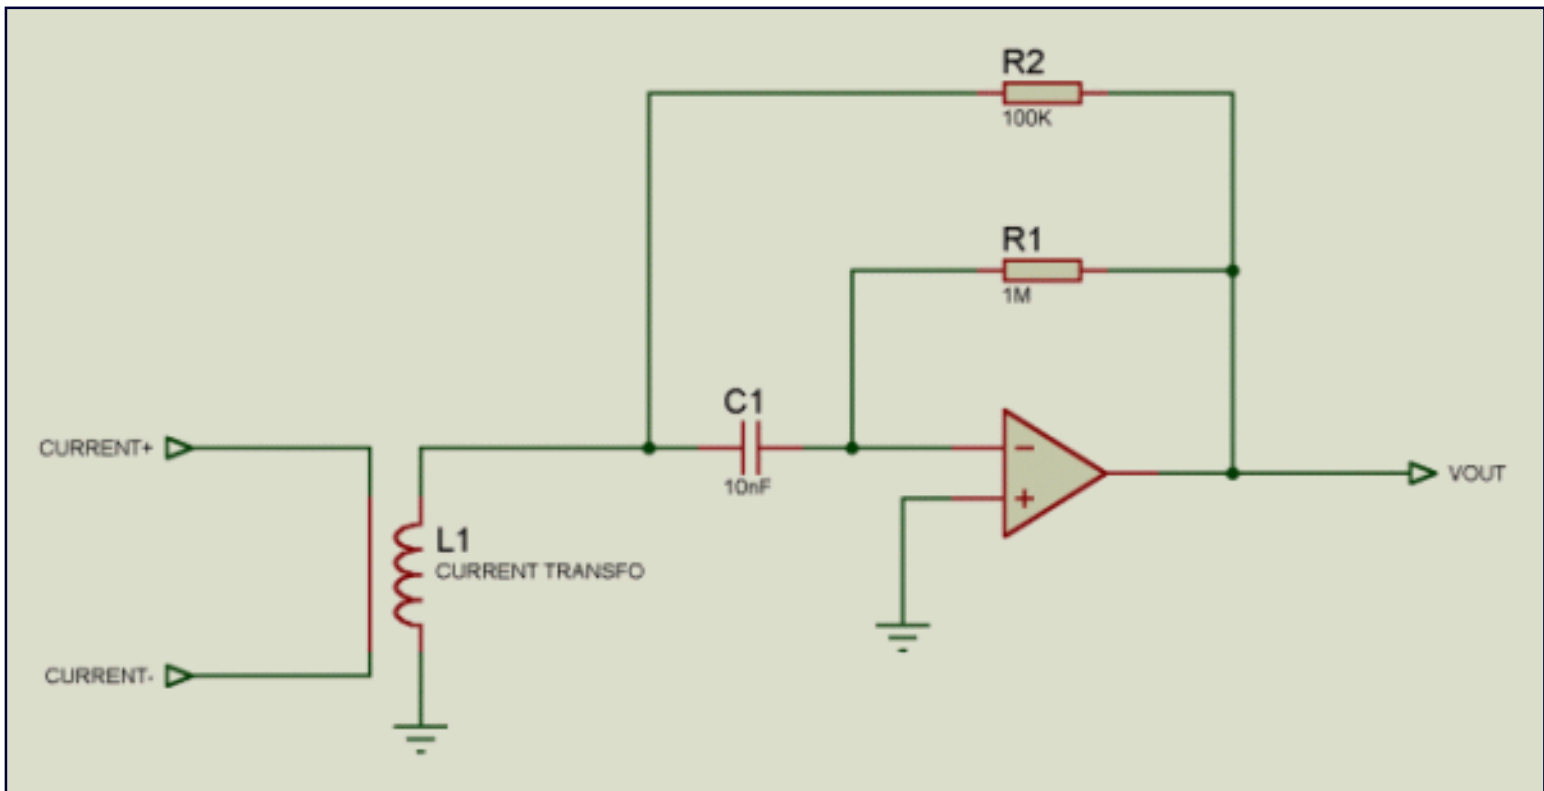 R2
100K
R1
1M
C1
10nF
CURRENT+
L1
CURRENT TRANSFO
CURRENT-
VOUT